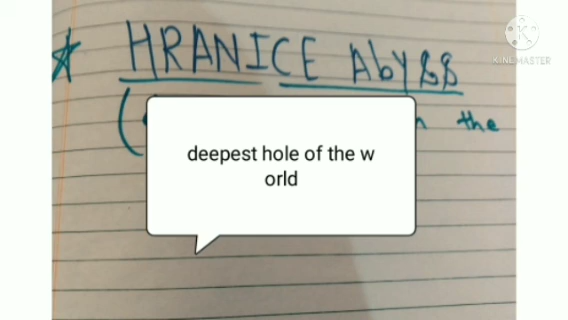 HRANICE AbYSS
KINEMASTER
the
deepest hole of the w
orld